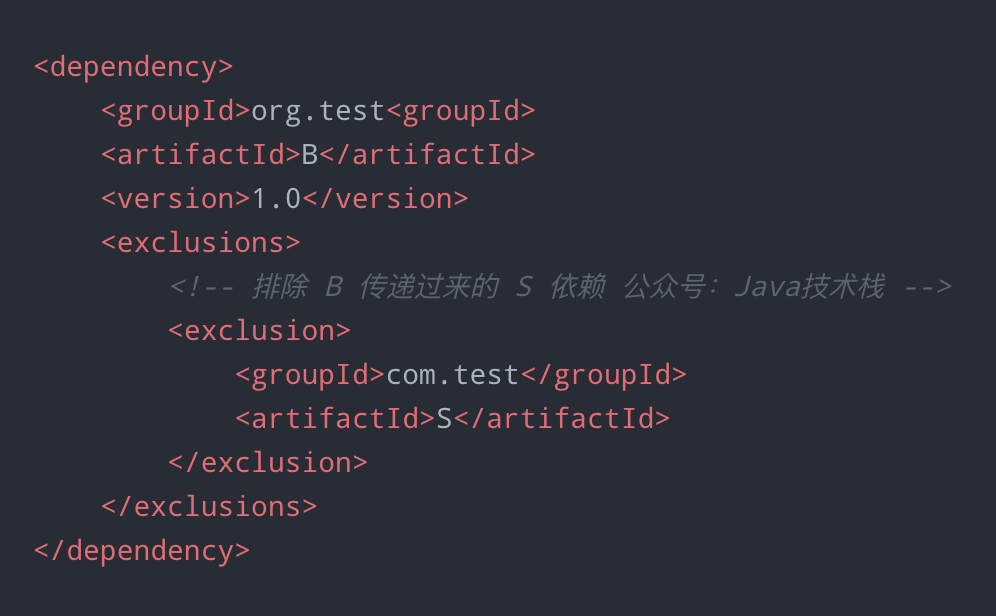 <dependency>
    <groupId>org.test<groupId>
    <artifactId>B</artifactId>
    <version>1.0</version>
    <exclusions>
        <!-- 排除 B 传递过来的 S 依赖 公众号：Java技术栈 -->
        <exclusion>
            <groupId>com.test</groupId>
            <artifactId>S</artifactId>
        </exclusion>
    </exclusions>
</dependency>